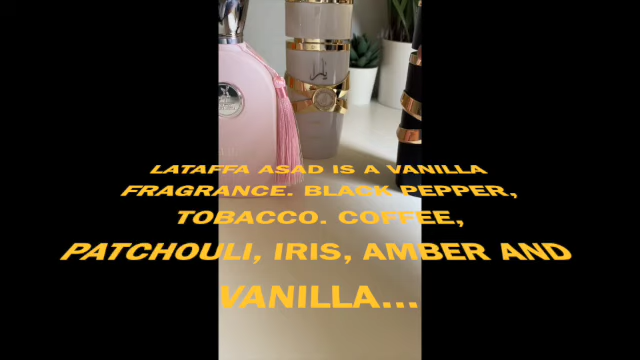 LATAFFA ASAD IS A VANILLA
FRAGRANCE. BLACK PEPPER,
TOBACCO. COFFEE,
PATCHOULI, IRIS, AMBER AND
VANILLA...